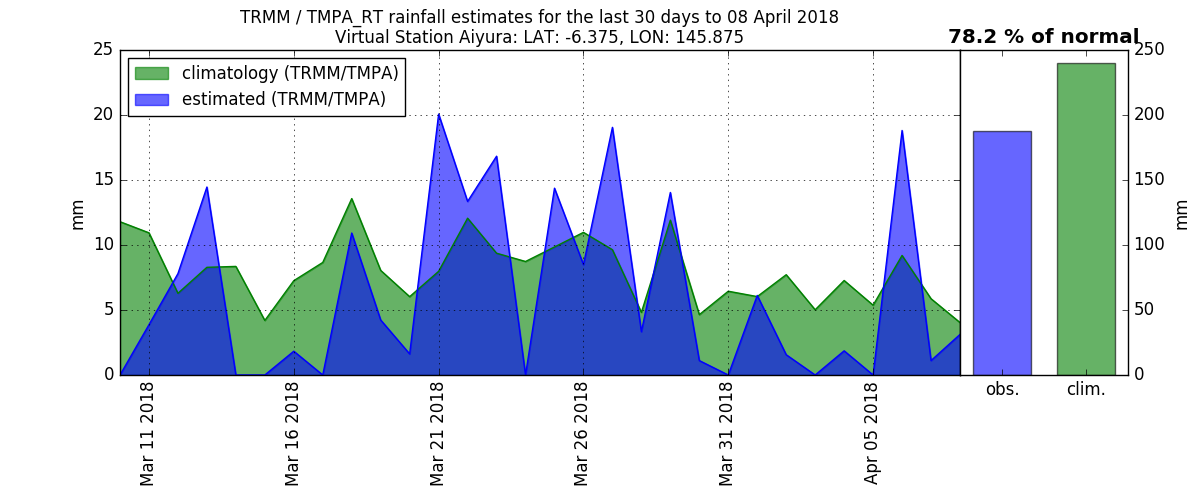 TRMM / TMPA_RT rainfall estimates for the last 30 days to 08 April 2018
Virtual Station Aiyura: LAT: -6.375, LON: 145.875
78.2 % of normal
climatology (TRMM/TMPA)
estimated (TRMM/TMPA)
25
20
15
10
5
0
mm
Mar 11 2018
Mar 16 2018
Mar 21 2018
Mar 26 2018
Mar 31 2018
Apr 05 2018
obs.
clim.
250
200
150
100
50
0
mm